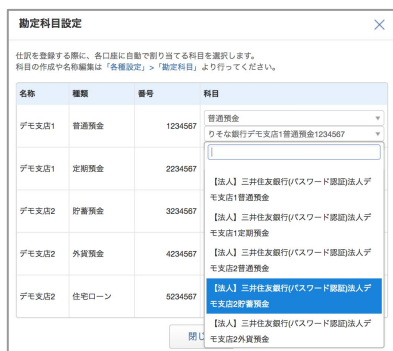 勘定科目設定
仕訳を登録する際に、各口座に自動で割り当てる科目を選択します。
科目の作成や名称編集は「各種設定」>「勘定科目」より行ってください。
名称 種類 番号 科目
デモ支店1 普通預金 1234567 普通預金
りそな銀行デモ支店1普通預金1234567
デモ支店1 定期預金 2234567
デモ支店2 貯蓄預金 3234567
デモ支店2 外貨預金 4234567
デモ支店2 住宅ローン 5234567
【法人】三井住友銀行(パスワード認証)法人デ
モ支店1普通預金
【法人】三井住友銀行(パスワード認証)法人デ
モ支店1定期預金
【法人】三井住友銀行(パスワード認証)法人デ
モ支店2普通預金
【法人】三井住友銀行(パスワード認証)法人デ
モ支店2貯蓄預金
【法人】三井住友銀行(パスワード認証)法人デ
モ支店2外貨預金
閉じ